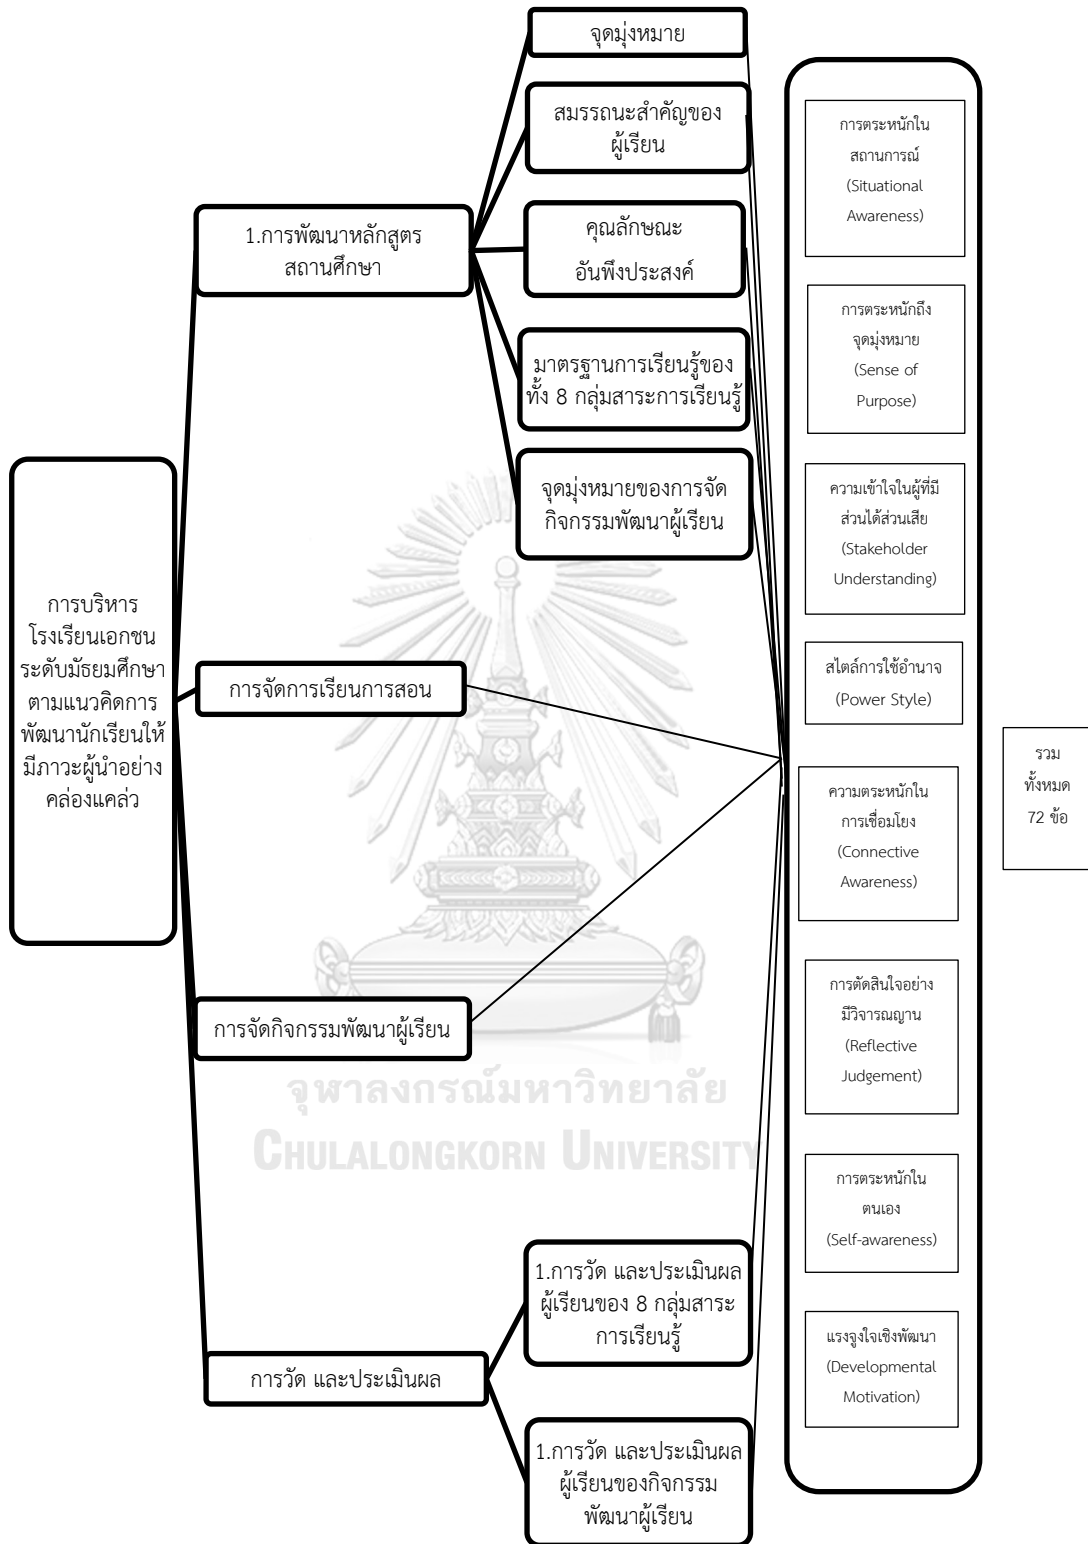 การบริหาร
โรงเรียนเอกชน
ระดับมัธยมศึกษา
ตามแนวคิดการ
พัฒนานักเรียนให้
มีภาวะผู้นำอย่าง
คล่องแคล่ว
1.การพัฒนาหลักสูตร
สถานศึกษา
จุดมุ่งหมาย
สมรรถนะสำคัญของ
ผู้เรียน
คุณลักษณะ
อันพึงประสงค์
มาตรฐานการเรียนรู้ของ
ทั้ง 8 กลุ่มสาระการเรียนรู้
จุดมุ่งหมายของการจัด
กิจกรรมพัฒนาผู้เรียน
การจัดการเรียนการสอน
การจัดกิจกรรมพัฒนาผู้เรียน
การวัด และประเมินผล
1.การวัด และประเมินผล
ผู้เรียนของ 8 กลุ่มสาระ
การเรียนรู้
1.การวัด และประเมินผล
ผู้เรียนของกิจกรรม
พัฒนาผู้เรียน
การตระหนักใน
สถานการณ์
(Situational
Awareness)
การตระหนักถึง
จุดมุ่งหมาย
(Sense of
Purpose)
ความเข้าใจในผู้ที่มี
ส่วนได้ส่วนเสีย
(Stakeholder
Understanding)
สไตล์การใช้อำนาจ
(Power Style)
ความตระหนักใน
การเชื่อมโยง
(Connective
Awareness)
การตัดสินใจอย่าง
มีวิจารณญาน
(Reflective
Judgement)
การตระหนักใน
ตนเอง
(Self-awareness)
แรงจูงใจเชิงพัฒนา
(Developmental
Motivation)
รวม
ทั้งหมด
72 ข้อ
จุฬาลงกรณ์มหาวิทยาลัย
CHULALONGKORN UNIVERSITY